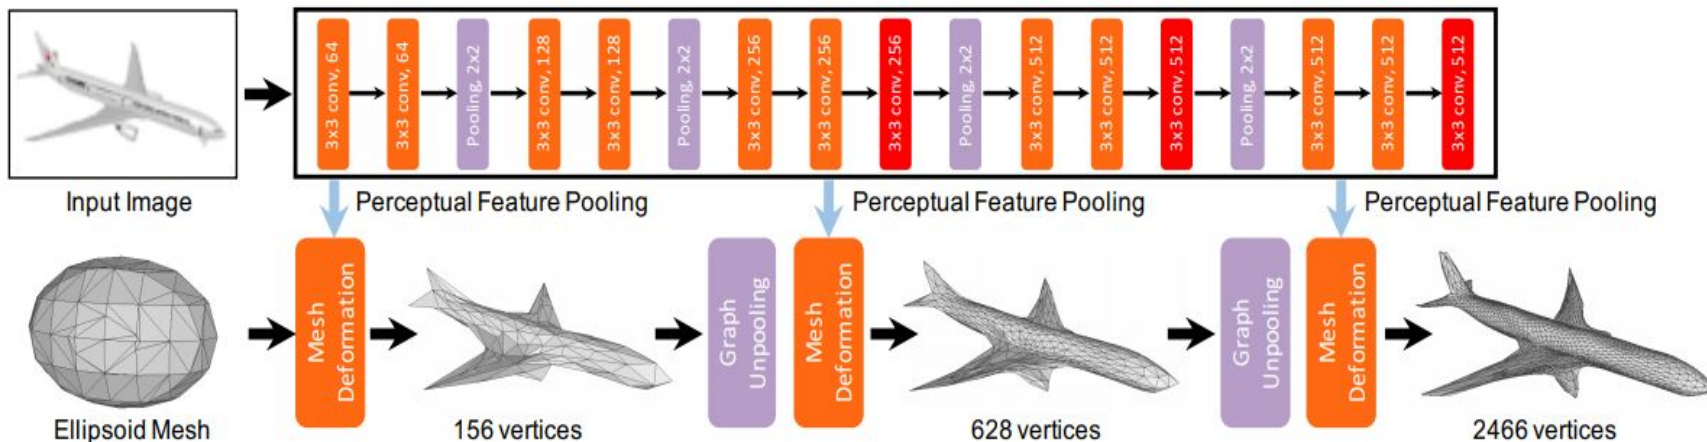 3x3 conv, 64
3x3 conv, 64
Pooling, 2x2
3x3 conv, 128
3x3 conv, 128
Pooling, 2x2
3x3 conv, 256
3x3 conv, 256
3x3 conv, 256
Pooling, 2x2
3x3 conv, 512
3x3 conv, 512
3x3 conv, 512
Pooling, 2x2
3x3 conv, 512
3x3 conv, 512
3x3 conv, 512
Input Image
Perceptual Feature Pooling
Perceptual Feature Pooling
Perceptual Feature Pooling
Mesh
Deformation
Graph
Unpooling
Mesh
Deformation
Graph
Unpooling
Mesh
Deformation
Ellipsoid Mesh
156 vertices
628 vertices
2466 vertices